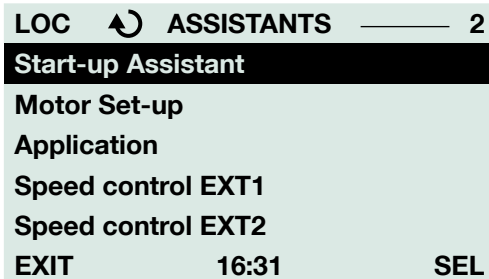 LOC ASSISTANTS 2
Start-up Assistant
Motor Set-up
Application
Speed control EXT1
Speed control EXT2
EXIT 16:31 SEL